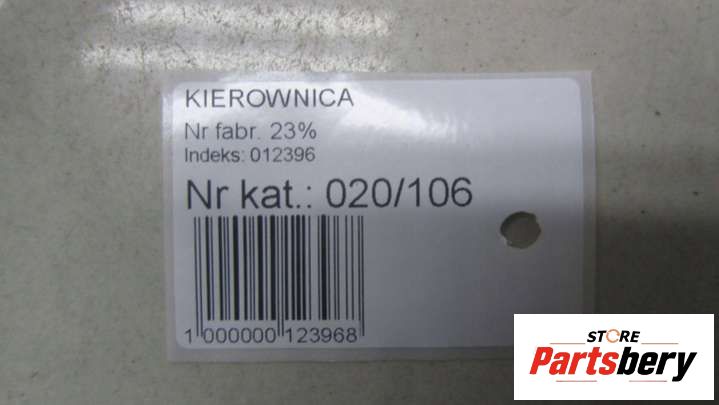 KIEROWNICA
Nr fabr. 23%
Indeks: 012396
Nr kat.: 020/106
1 000000 123968
STORE
Partsbery